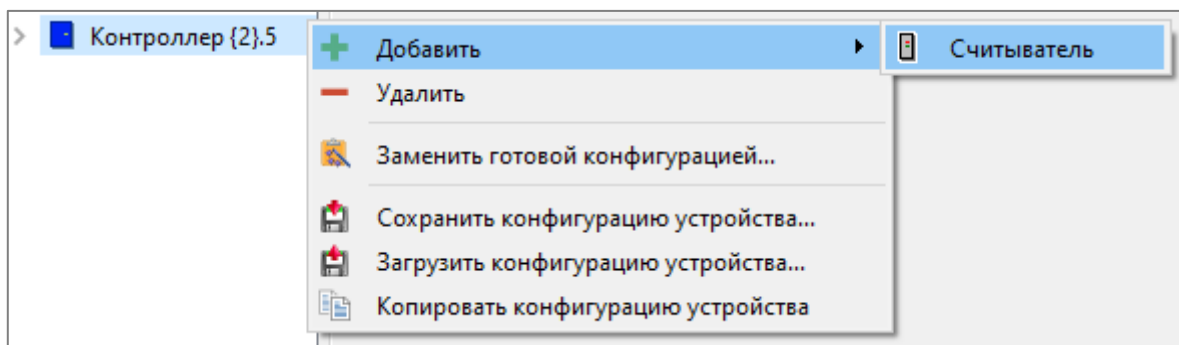 Контроллер {2}.5
Добавить
Считыватель
Удалить
Заменить готовой конфигурацией...
Сохранить конфигурацию устройства...
Загрузить конфигурацию устройства...
Копировать конфигурацию устройства